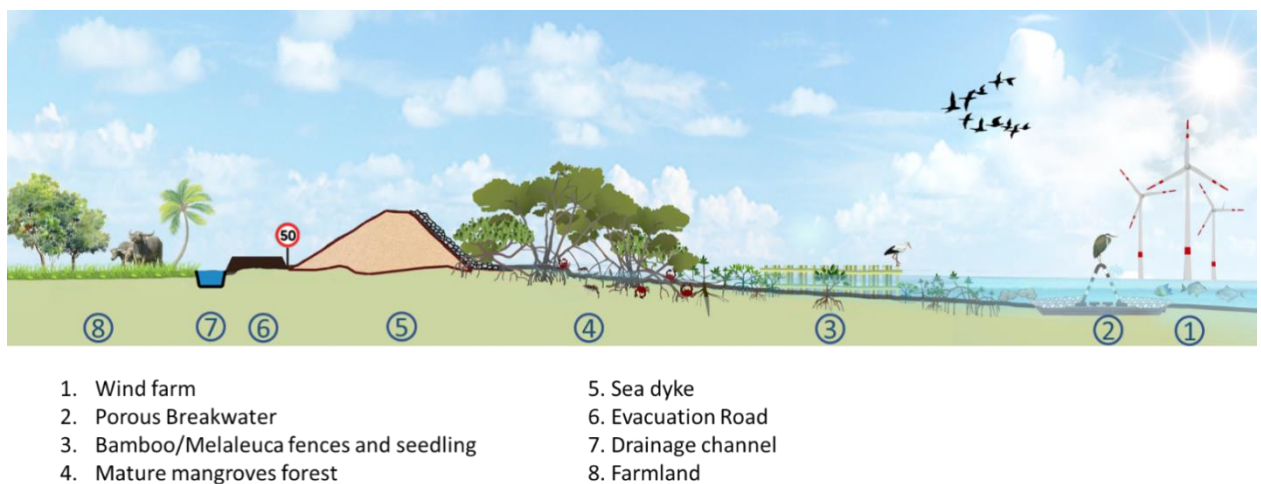 50
⑧ ⑦ ⑥ ⑤ ④ ③ ② ①
1. Wind farm
2. Porous Breakwater
3. Bamboo/Melaleuca fences and seedling
4. Mature mangroves forest
5. Sea dyke
6. Evacuation Road
7. Drainage channel
8. Farmland